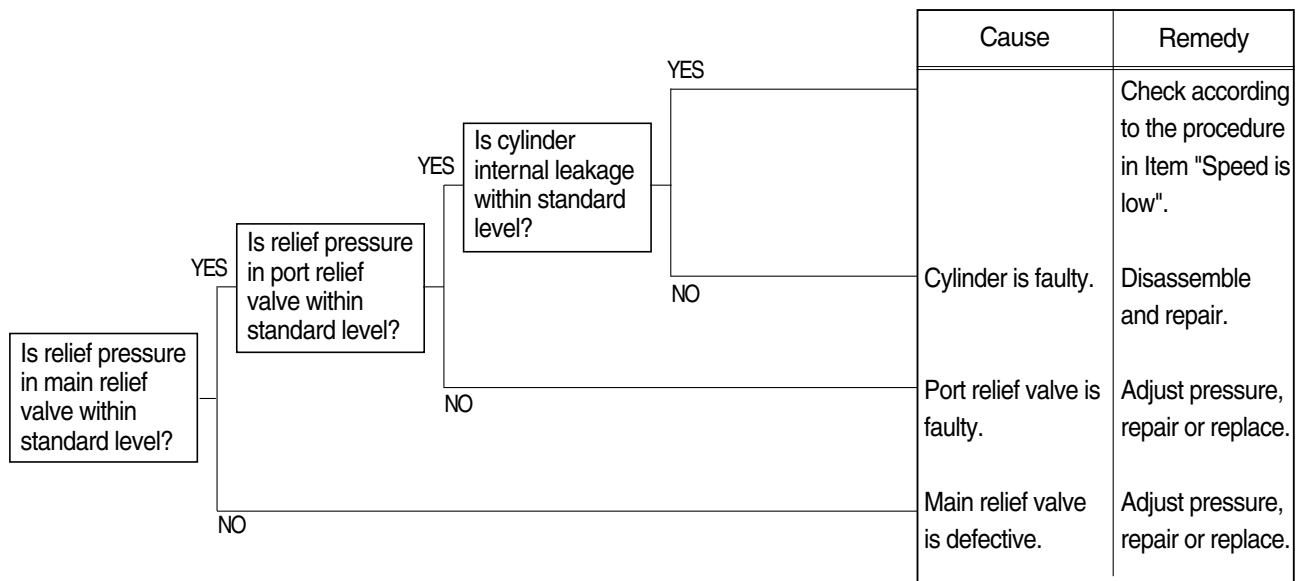 Cause
Remedy
YES
Check according
to the procedure
in Item "Speed is
low".
YES
Is cylinder
internal leakage
within standard
level?
YES
Is relief pressure
in port relief
valve within
standard level?
NO
Cylinder is faulty.
Disassemble
and repair.
Is relief pressure
in main relief
valve within
standard level?
NO
Port relief valve is
faulty.
Adjust pressure,
repair or replace.
NO
Main relief valve
is defective.
Adjust pressure,
repair or replace.